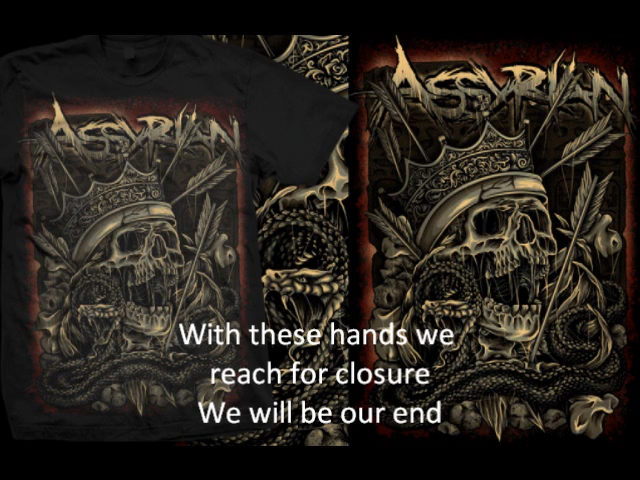 ASSYRIAN
ASSYRIAN
With these hands we
reach for closure
We will be our end